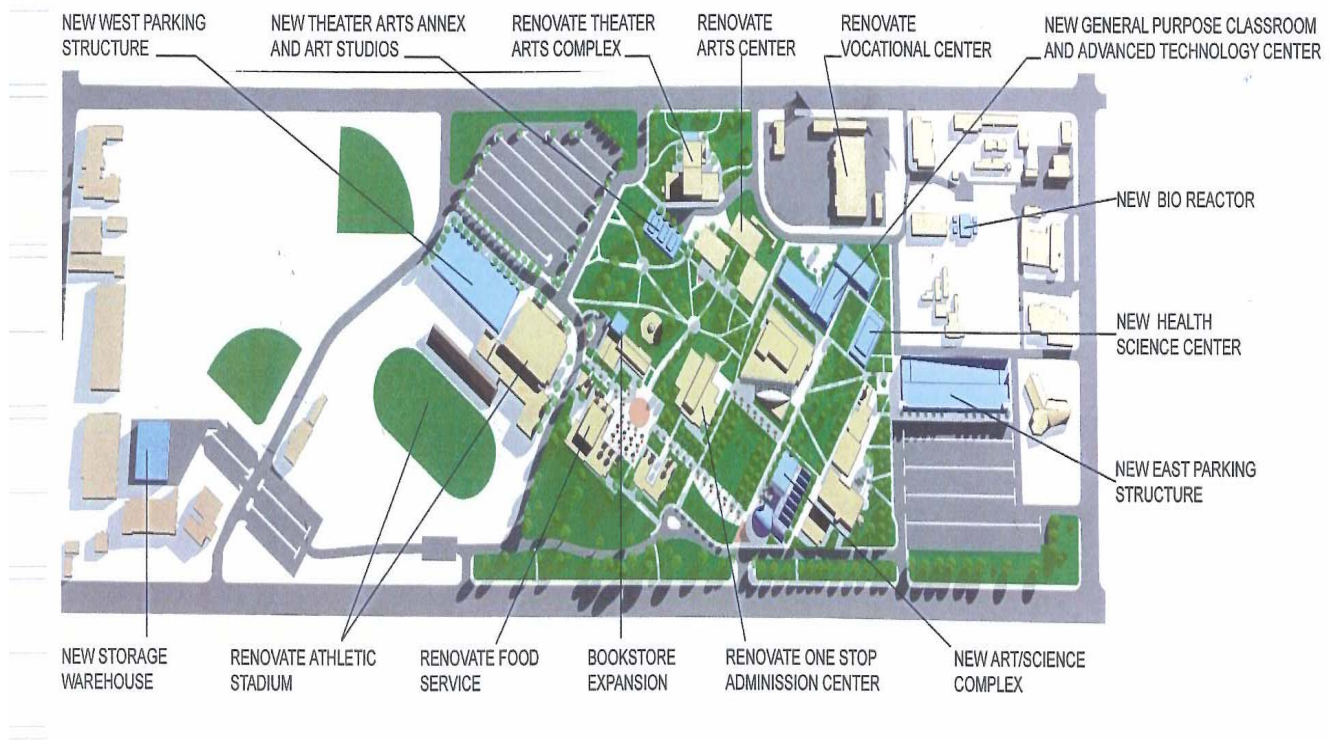 NEW WEST PARKING
STRUCTURE
NEW THEATER ARTS ANNEX
AND ART STUDIOS
RENOVATE THEATER
ARTS COMPLEX
RENOVATE
ARTS CENTER
RENOVATE
VOCATIONAL CENTER
NEW GENERAL PURPOSE CLASSROOM
AND ADVANCED TECHNOLOGY CENTER
NEW BIO REACTOR
NEW HEALTH
SCIENCE CENTER
NEW EAST PARKING
STRUCTURE
NEW STORAGE
WAREHOUSE
RENOVATE ATHLETIC
STADIUM
RENOVATE FOOD
SERVICE
BOOKSTORE
EXPANSION
RENOVATE ONE STOP
ADMINISSION CENTER
NEW ART/SCIENCE
COMPLEX